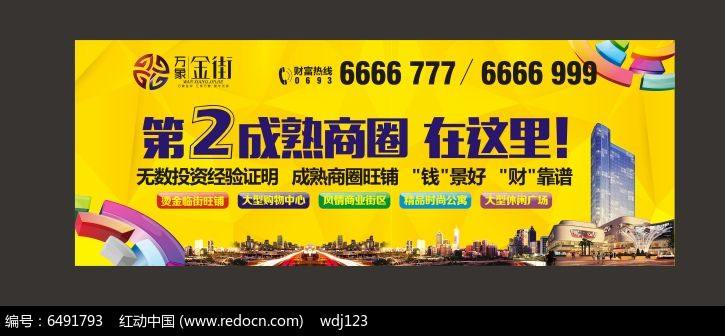 万象 金街
WAN XIANG JIN JIE
财富热线 0693 6666 777 / 6666 999
第2成熟商圈 在这里!
无数投资经验证明 成熟商圈旺铺 "钱"景好 "财"靠谱
烫金临街旺铺 大型购物中心 风情商业街区 精品时尚公寓 大型休闲广场
编号：6491793 红动中国 (www.redocn.com) wdj123